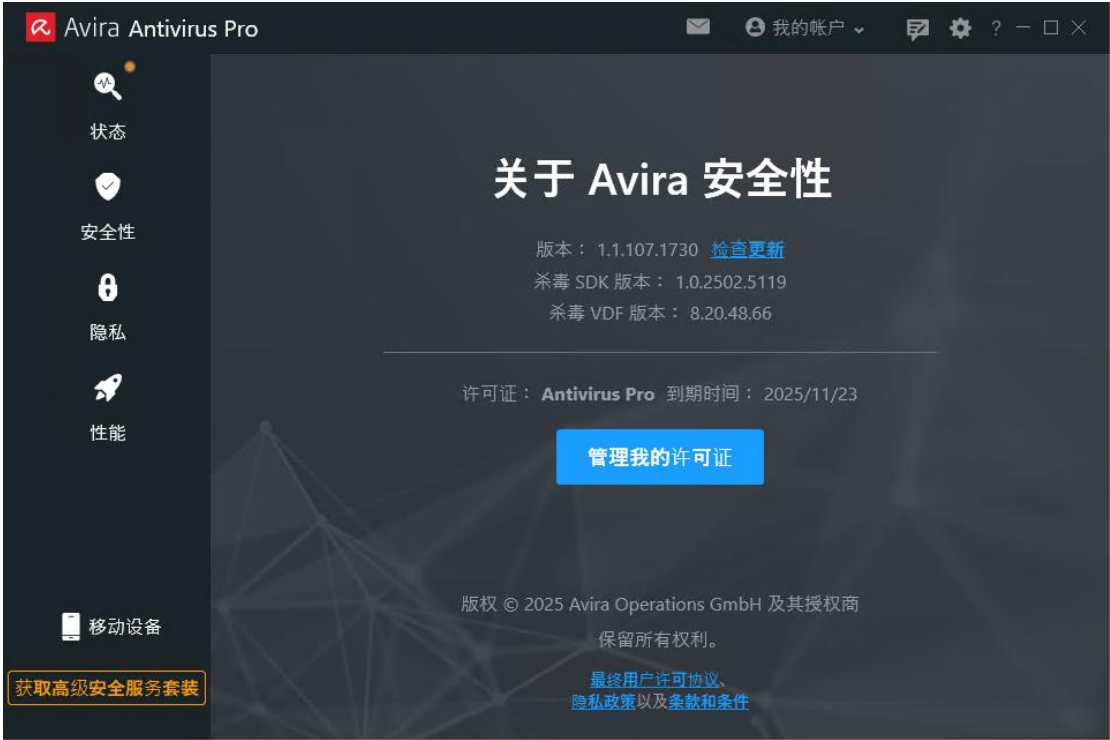 Avira Antivirus Pro
我的帐户
?
状态
安全性
隐私
性能
移动设备
获取高级安全服务套装
关于 Avira 安全性
版本： 1.1.107.1730 检查更新
杀毒 SDK 版本： 1.0.2502.5119
杀毒 VDF 版本： 8.20.48.66
许可证： Antivirus Pro 到期时间： 2025/11/23
管理我的许可证
版权 © 2025 Avira Operations GmbH 及其授权商
保留所有权利。
最终用户许可协议、
隐私政策以及条款和条件